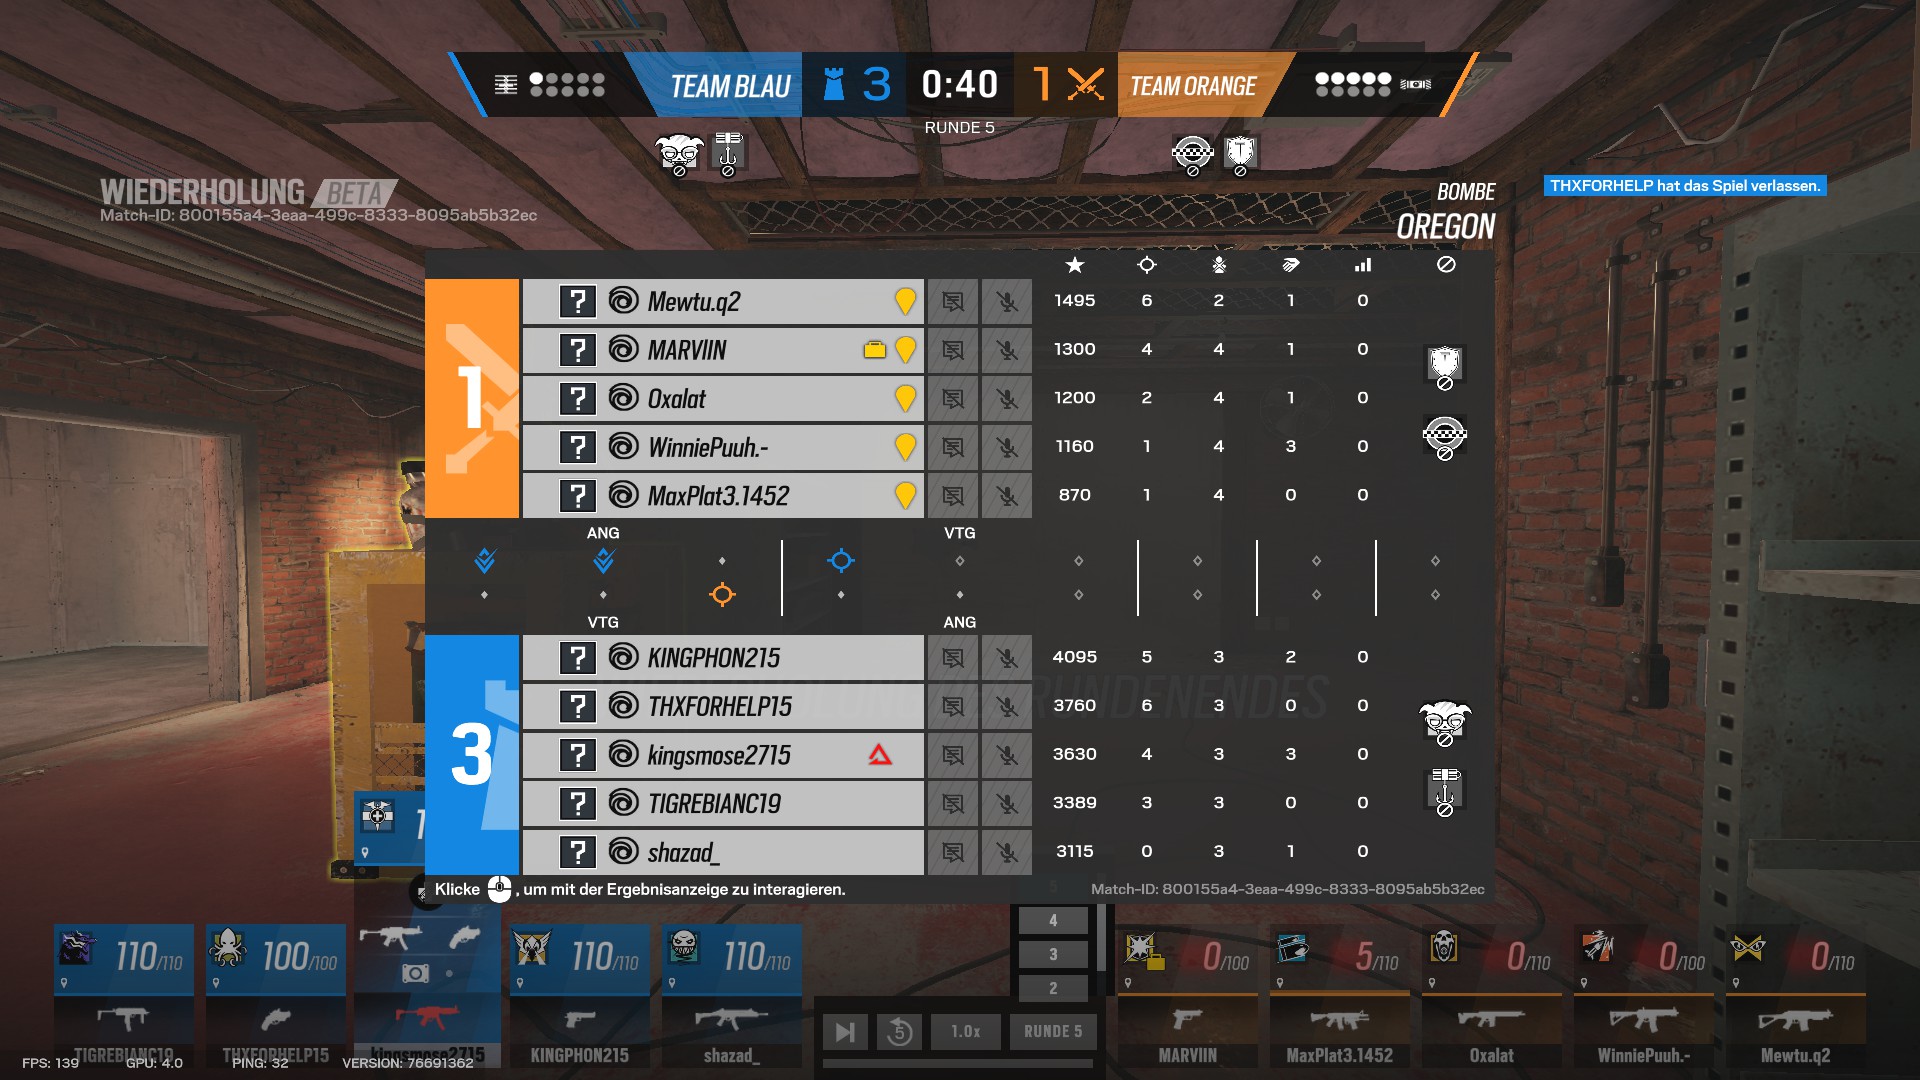 TEAM BLAU 3 0:40 1 TEAM ORANGE
RUNDE 5
WIEDERHOLUNG BETA
Match-ID: 800155a4-3eaa-499c-8333-8095ab5b32ec
BOMBE
OREGON
THXFORHELP hat das Spiel verlassen.
1
? Mewtu.q2 1495 6 2 1 0
? MARVIIN 1300 4 4 1 0
? Oxalat 1200 2 4 1 0
? WinniePuuh.- 1160 1 4 3 0
? MaxPlat3.1452 870 1 4 0 0
ANG VTG
VTG ANG
3
? KINGPHON215 4095 5 3 2 0
? THXFORHELP15 3760 6 3 0 0
? kingsmose2715 3630 4 3 3 0
? TIGREBIANC19 3389 3 3 0 0
? shazad_ 3115 0 3 1 0
Klicke , um mit der Ergebnisanzeige zu interagieren.
Match-ID: 800155a4-3eaa-499c-8333-8095ab5b32ec
4
3
2
110/110 100/100 110/110 110/110
0/100 5/110 0/110 0/100 0/110
5 1.0x RUNDE 5
TIGREBIANC19 THXFORHELP15 kingsmose2715 KINGPHON215 shazad_
MARVIIN MaxPlat3.1452 Oxalat WinniePuuh.- Mewtu.q2
FPS: 139 GPU: 4.0 PING: 32 VERSION: 76691362